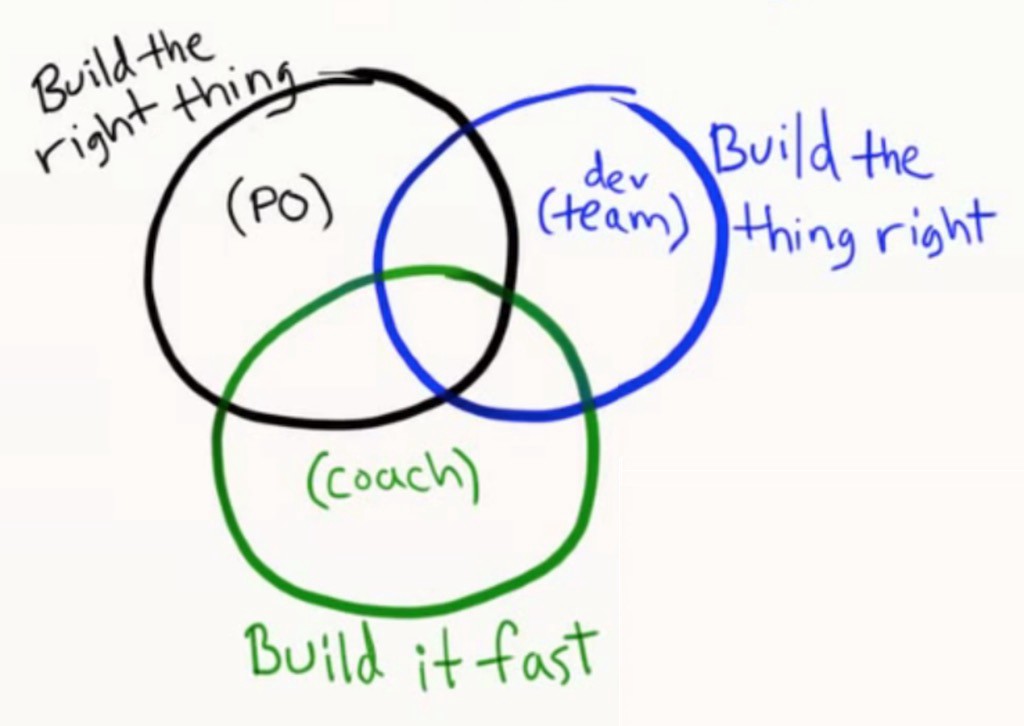 Build the
right thing
(PO)
dev
(team)
Build the
thing right
(coach)
Build it fast